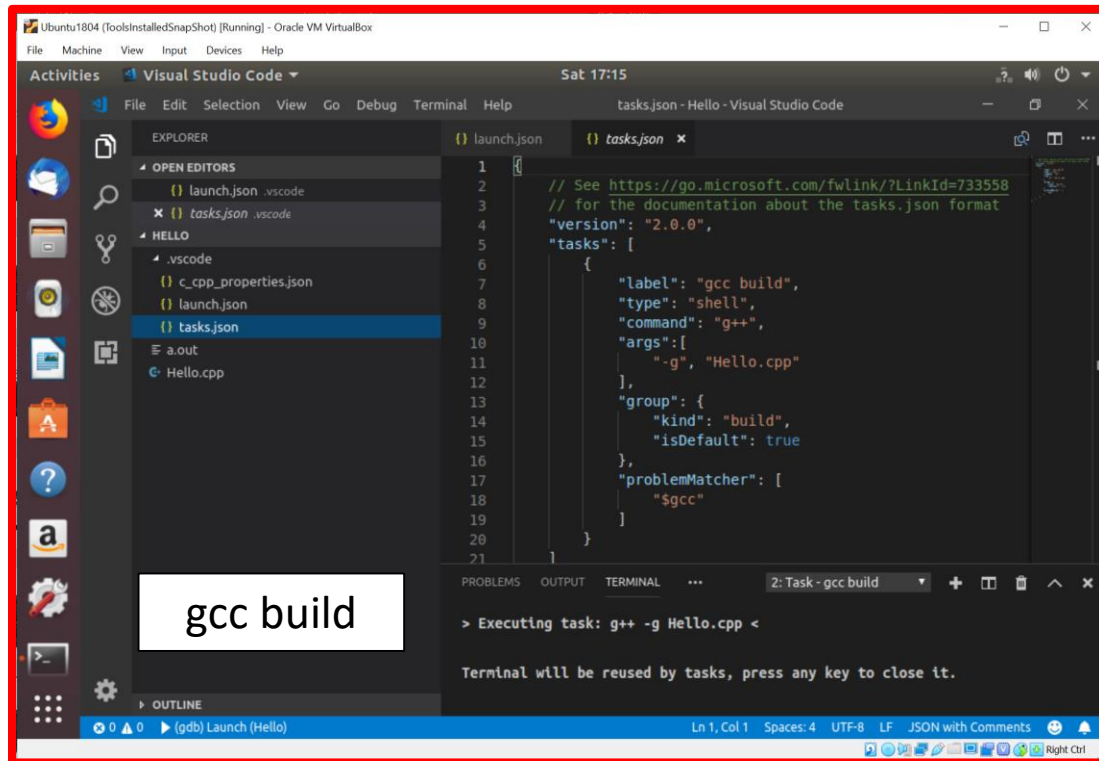 Ubuntu1804 (ToolsInstalledSnapShot) [Running] - Oracle VM VirtualBox
File Machine View Input Devices Help
Activities Visual Studio Code Sat 17:15
File Edit Selection View Go Debug Terminal Help tasks.json - Hello - Visual Studio Code
EXPLORER
OPEN EDITORS
{} launch.json .vscode
{} tasks.json .vscode
HELLO
.vscode
{} c_cpp_properties.json
{} launch.json
{} tasks.json
a.out
Hello.cpp
OUTLINE
{} launch.json {} tasks.json
1 {
2 // See https://go.microsoft.com/fwlink/?LinkId=733558
3 // for the documentation about the tasks.json format
4 "version": "2.0.0",
5 "tasks": [
6 {
7 "label": "gcc build",
8 "type": "shell",
9 "command": "g++",
10 "args":[
11 "-g", "Hello.cpp"
12 ],
13 "group": {
14 "kind": "build",
15 "isDefault": true
16 },
17 "problemMatcher": [
18 "$gcc"
19 ]
20 }
21 ]
PROBLEMS OUTPUT TERMINAL ••• 2: Task - gcc build
> Executing task: g++ -g Hello.cpp <
Terminal will be reused by tasks, press any key to close it.
gcc build
0 0 (gdb) Launch (Hello) Ln 1, Col 1 Spaces: 4 UTF-8 LF JSON with Comments
Right Ctrl